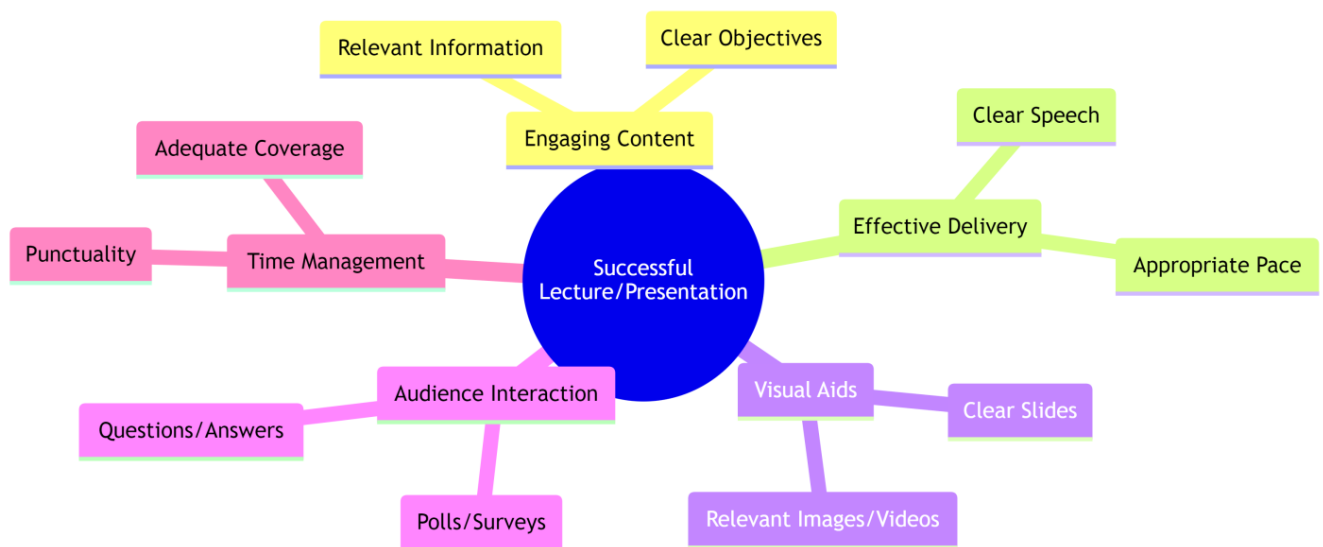 Relevant Information
Clear Objectives
Engaging Content
Clear Speech
Adequate Coverage
Effective Delivery
Punctuality
Time Management
Appropriate Pace
Successful
Lecture/Presentation
Audience Interaction
Visual Aids
Clear Slides
Questions/Answers
Polls/Surveys
Relevant Images/Videos